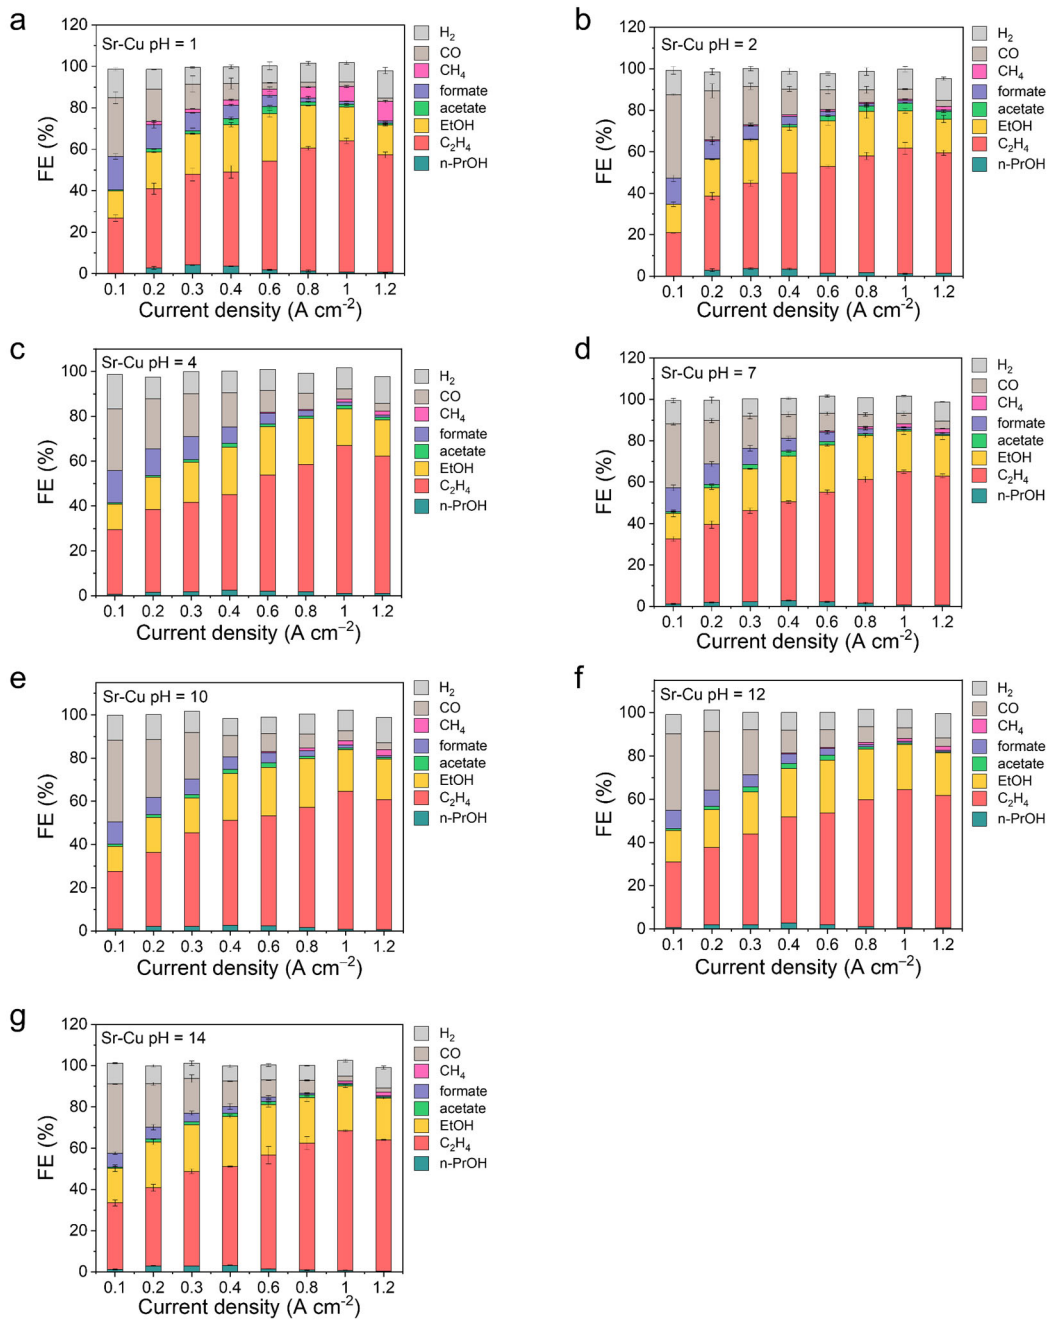 a
120
100
80
60
40
20
0
FE (%)
Sr-Cu pH = 1
0.1 0.2 0.3 0.4 0.6 0.8 1 1.2
Current density (A cm⁻²)
H₂
CO
CH₄
formate
acetate
EtOH
C₂H₄
n-PrOH
b
120
100
80
60
40
20
0
FE (%)
Sr-Cu pH = 2
0.1 0.2 0.3 0.4 0.6 0.8 1 1.2
Current density (A cm⁻²)
H₂
CO
CH₄
formate
acetate
EtOH
C₂H₄
n-PrOH
c
100
80
60
40
20
0
FE (%)
Sr-Cu pH = 4
0.1 0.2 0.3 0.4 0.6 0.8 1 1.2
Current density (A cm⁻²)
H₂
CO
CH₄
formate
acetate
EtOH
C₂H₄
n-PrOH
d
120
100
80
60
40
20
0
FE (%)
Sr-Cu pH = 7
0.1 0.2 0.3 0.4 0.6 0.8 1 1.2
Current density (A cm⁻²)
H₂
CO
CH₄
formate
acetate
EtOH
C₂H₄
n-PrOH
e
100
80
60
40
20
0
FE (%)
Sr-Cu pH = 10
0.1 0.2 0.3 0.4 0.6 0.8 1 1.2
Current density (A cm⁻²)
H₂
CO
CH₄
formate
acetate
EtOH
C₂H₄
n-PrOH
f
100
80
60
40
20
0
FE (%)
Sr-Cu pH = 12
0.1 0.2 0.3 0.4 0.6 0.8 1 1.2
Current density (A cm⁻²)
H₂
CO
CH₄
formate
acetate
EtOH
C₂H₄
n-PrOH
g
120
100
80
60
40
20
0
FE (%)
Sr-Cu pH = 14
0.1 0.2 0.3 0.4 0.6 0.8 1 1.2
Current density (A cm⁻²)
H₂
CO
CH₄
formate
acetate
EtOH
C₂H₄
n-PrOH